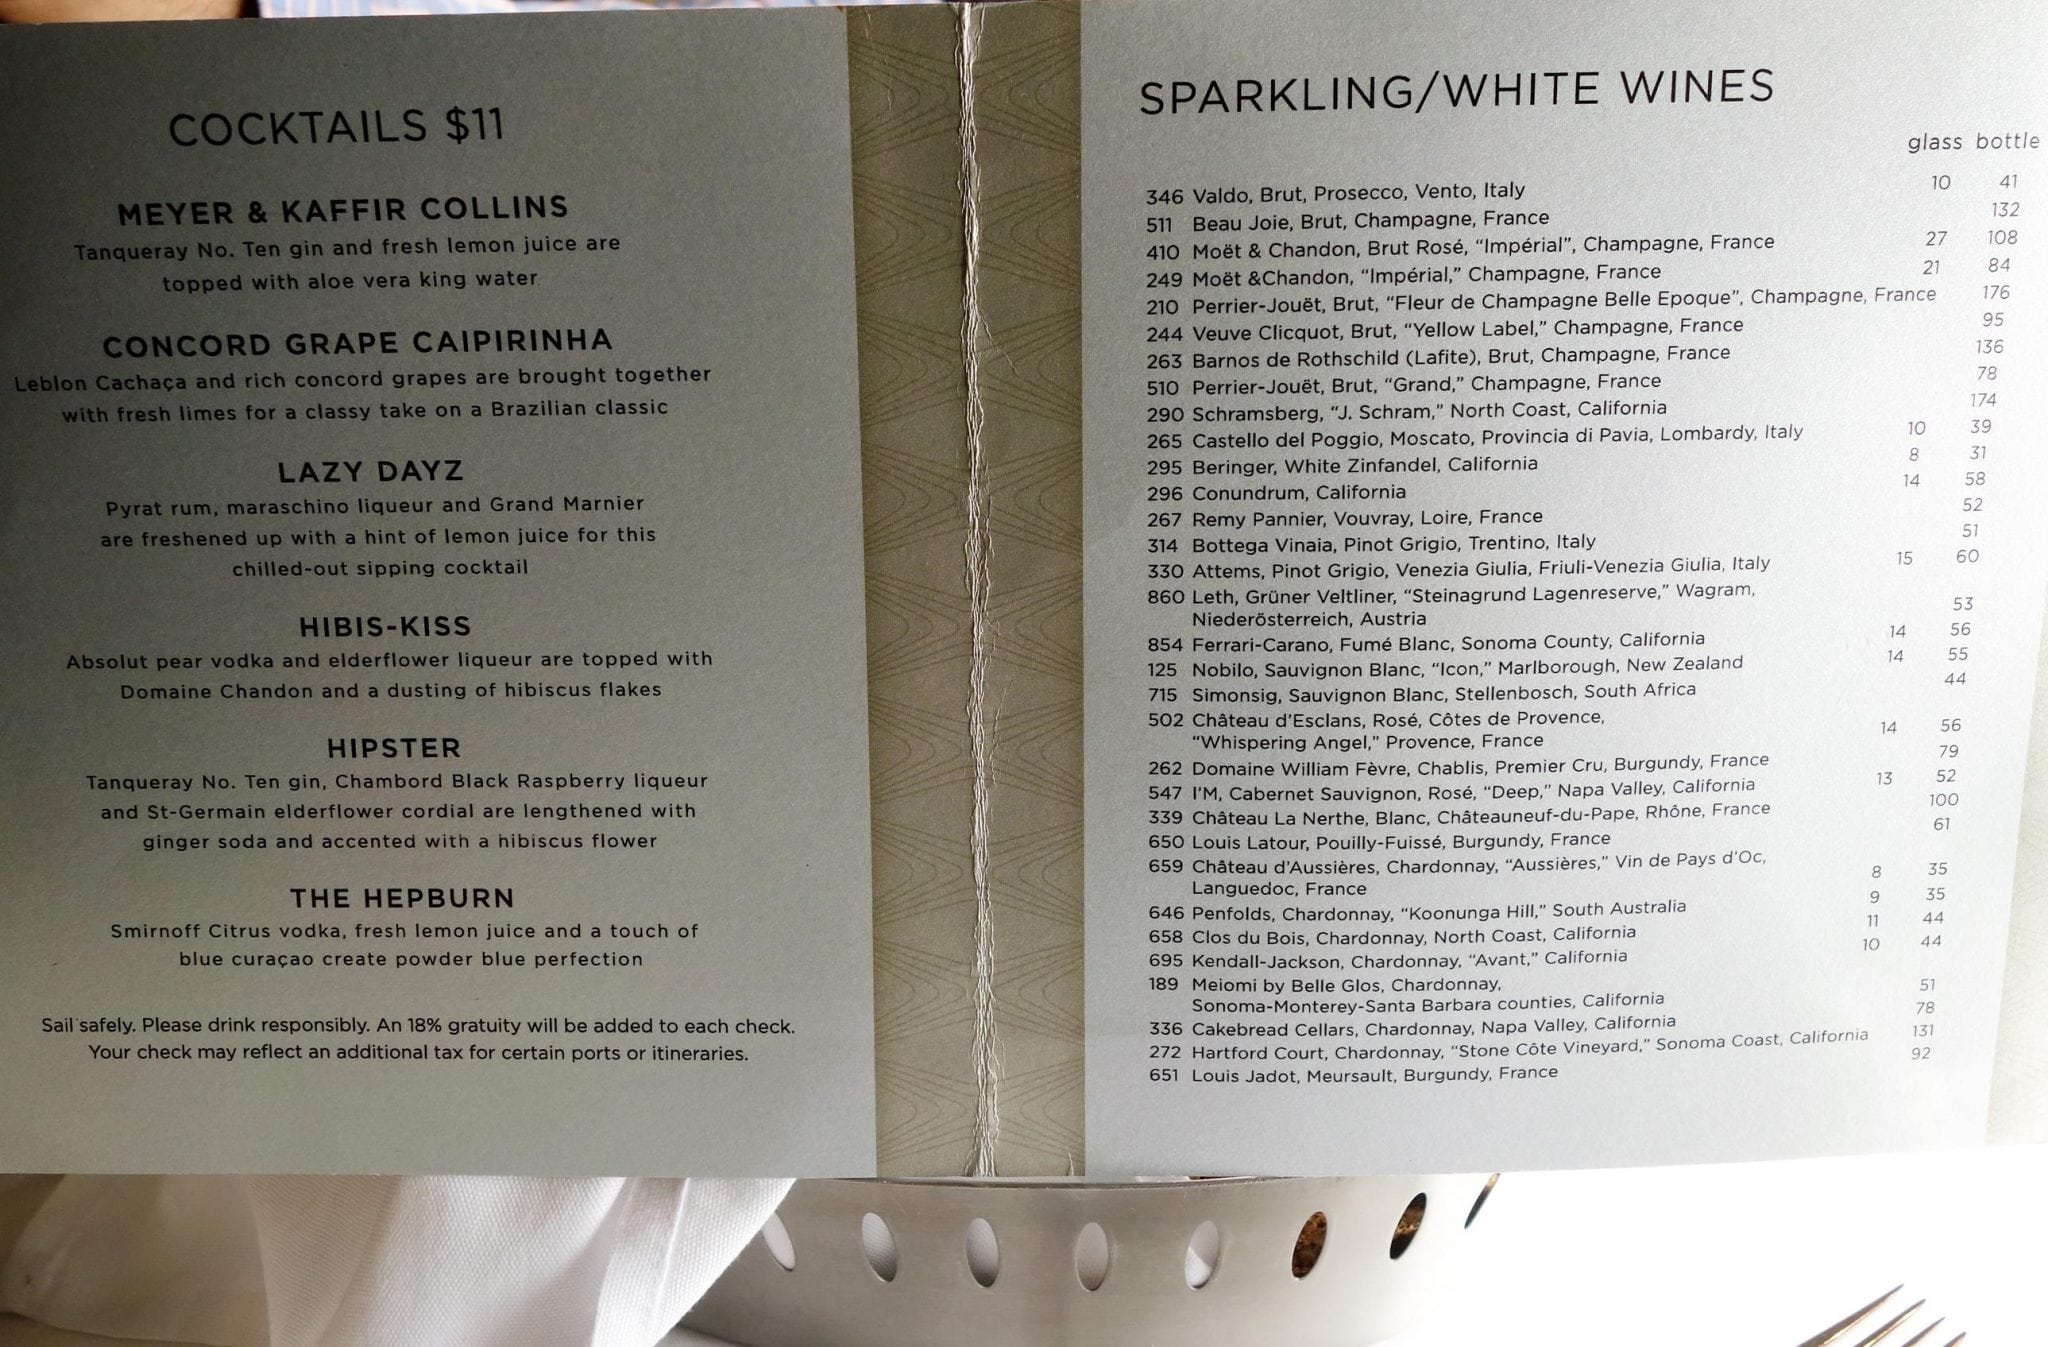 COCKTAILS $11
MEYER & KAFFIR COLLINS
Tanqueray No. Ten gin and fresh lemon juice are
topped with aloe vera king water
CONCORD GRAPE CAIPIRINHA
Leblon Cachaça and rich concord grapes are brought together
with fresh limes for a classy take on a Brazilian classic
LAZY DAYZ
Pyrat rum, maraschino liqueur and Grand Marnier
are freshened up with a hint of lemon juice for this
chilled-out sipping cocktail
HIBIS-KISS
Absolut pear vodka and elderflower liqueur are topped with
Domaine Chandon and a dusting of hibiscus flakes
HIPSTER
Tanqueray No. Ten gin, Chambord Black Raspberry liqueur
and St-Germain elderflower cordial are lengthened with
ginger soda and accented with a hibiscus flower
THE HEPBURN
Smirnoff Citrus vodka, fresh lemon juice and a touch of
blue curaçao create powder blue perfection
Sail safely. Please drink responsibly. An 18% gratuity will be added to each check.
Your check may reflect an additional tax for certain ports or itineraries.
SPARKLING/WHITE WINES
glass bottle
346 Valdo, Brut, Prosecco, Vento, Italy 10 41
511 Beau Joie, Brut, Champagne, France 132
410 Moët & Chandon, Brut Rosé, “Impérial”, Champagne, France 27 108
249 Moët &Chandon, “Impérial,” Champagne, France 21 84
210 Perrier-Jouët, Brut, “Fleur de Champagne Belle Epoque”, Champagne, France 176
244 Veuve Clicquot, Brut, “Yellow Label,” Champagne, France 95
263 Barnos de Rothschild (Lafite), Brut, Champagne, France 136
510 Perrier-Jouët, Brut, “Grand,” Champagne, France 78
290 Schramsberg, “J. Schram,” North Coast, California 174
265 Castello del Poggio, Moscato, Provincia di Pavia, Lombardy, Italy 10 39
295 Beringer, White Zinfandel, California 8 31
296 Conundrum, California 14 58
267 Remy Pannier, Vouvray, Loire, France 52
314 Bottega Vinaia, Pinot Grigio, Trentino, Italy 51
330 Attems, Pinot Grigio, Venezia Giulia, Friuli-Venezia Giulia, Italy 15 60
860 Leth, Grüner Veltliner, “Steinagrund Lagenreserve,” Wagram,
Niederösterreich, Austria 53
854 Ferrari-Carano, Fumé Blanc, Sonoma County, California 14 56
125 Nobilo, Sauvignon Blanc, “Icon,” Marlborough, New Zealand 14 55
715 Simonsig, Sauvignon Blanc, Stellenbosch, South Africa 44
502 Château d’Esclans, Rosé, Côtes de Provence,
“Whispering Angel,” Provence, France 14 56
262 Domaine William Fèvre, Chablis, Premier Cru, Burgundy, France 79
547 I’M, Cabernet Sauvignon, Rosé, “Deep,” Napa Valley, California 13 52
339 Château La Nerthe, Blanc, Châteauneuf-du-Pape, Rhône, France 100
650 Louis Latour, Pouilly-Fuissé, Burgundy, France 61
659 Château d’Aussières, Chardonnay, “Aussières,” Vin de Pays d’Oc,
Languedoc, France 8 35
646 Penfolds, Chardonnay, “Koonunga Hill,” South Australia 9 35
658 Clos du Bois, Chardonnay, North Coast, California 11 44
695 Kendall-Jackson, Chardonnay, “Avant,” California 10 44
189 Meiomi by Belle Glos, Chardonnay,
Sonoma-Monterey-Santa Barbara counties, California 51
336 Cakebread Cellars, Chardonnay, Napa Valley, California 78
272 Hartford Court, Chardonnay, “Stone Côte Vineyard,” Sonoma Coast, California 131
651 Louis Jadot, Meursault, Burgundy, France 92